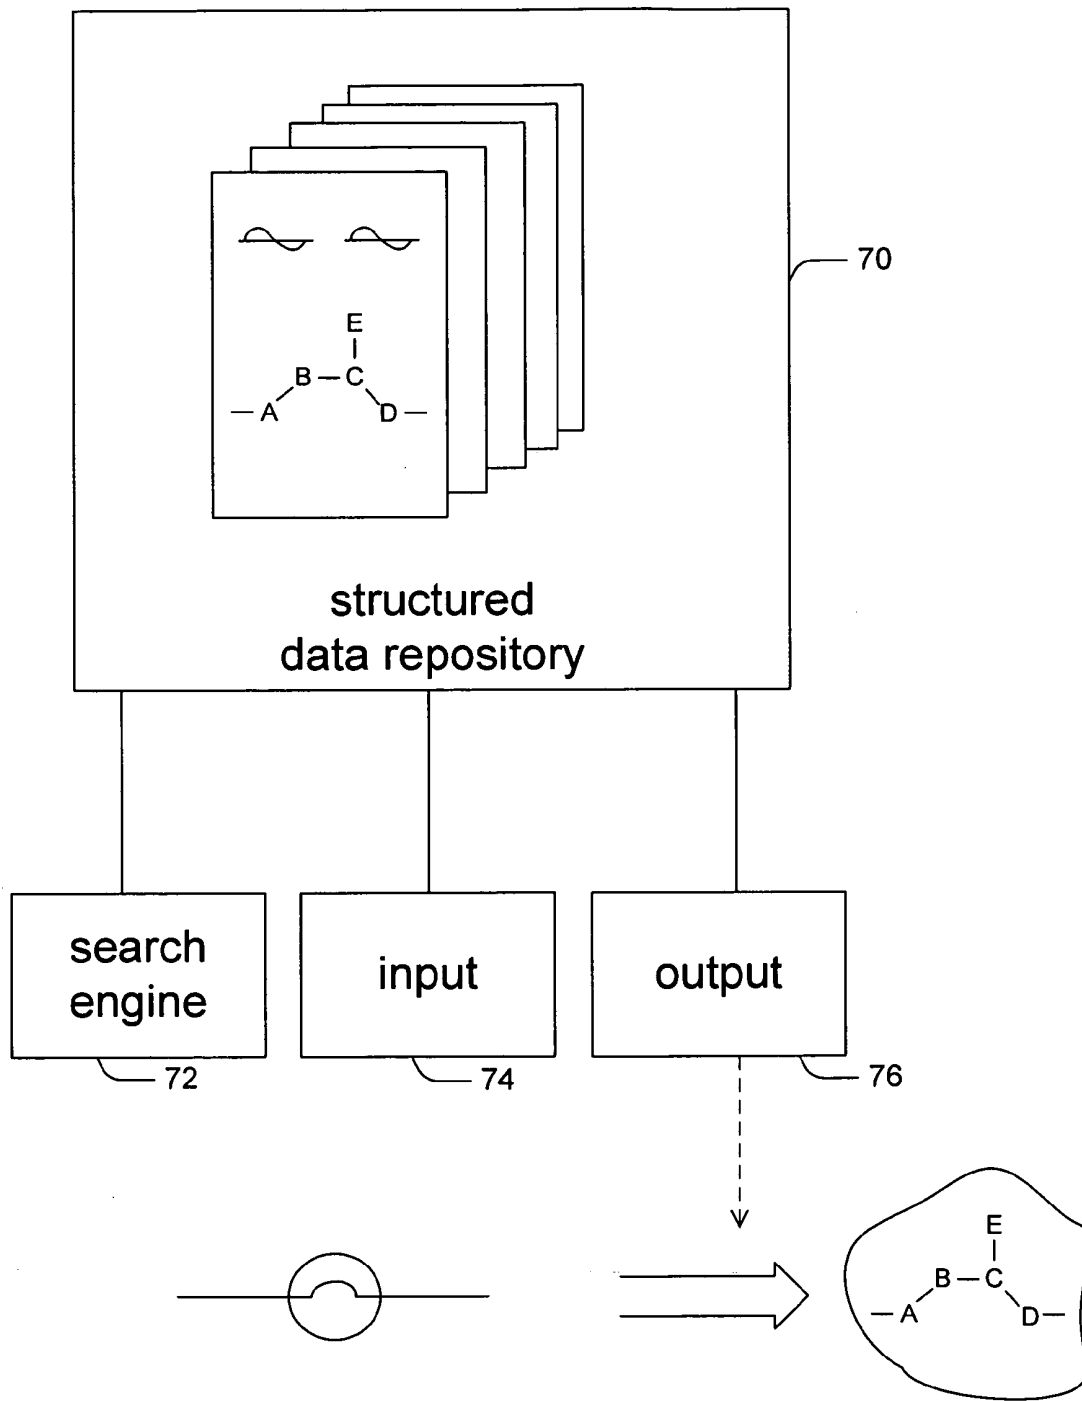 70
E
B — C
— A D —
structured
data repository
search
engine
72
input
74
output
76
E
B — C
— A D —